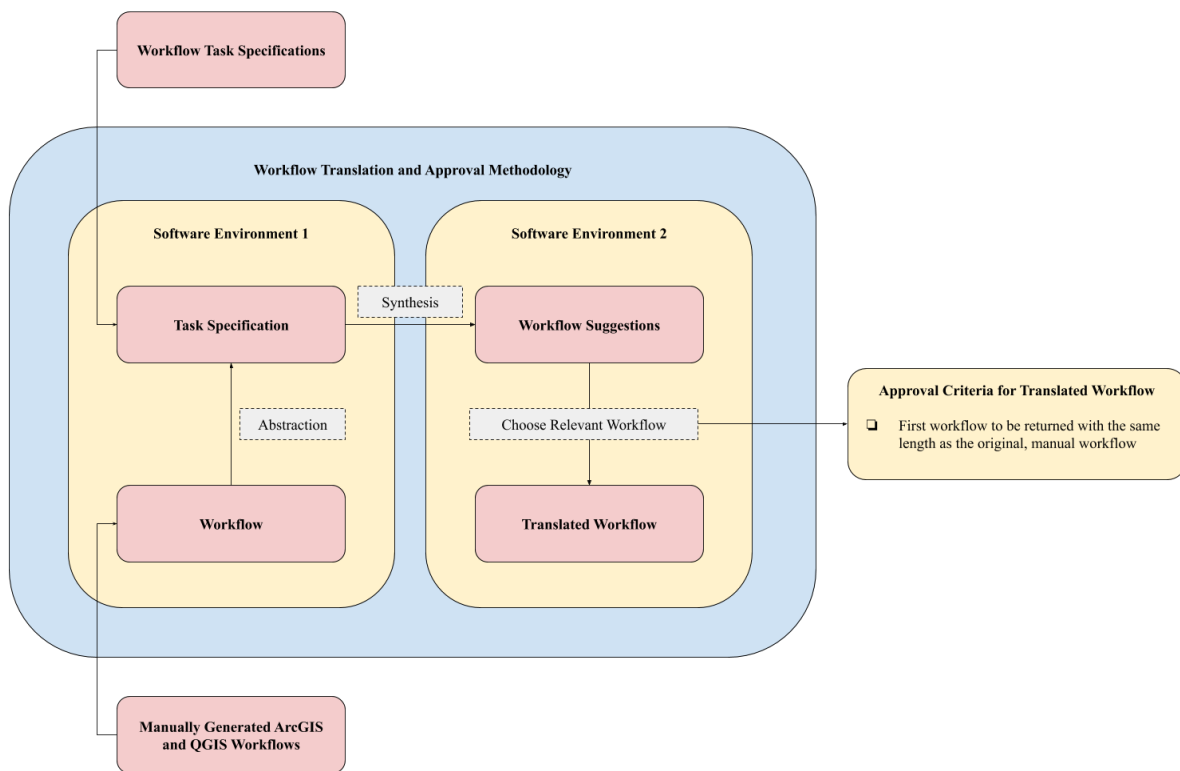 Workflow Task Specifications
Workflow Translation and Approval Methodology
Software Environment 1
Software Environment 2
Synthesis
Task Specification
Workflow Suggestions
Abstraction
Choose Relevant Workflow
Approval Criteria for Translated Workflow
First workflow to be returned with the same
length as the original, manual workflow
Workflow
Translated Workflow
Manually Generated ArcGIS
and QGIS Workflows